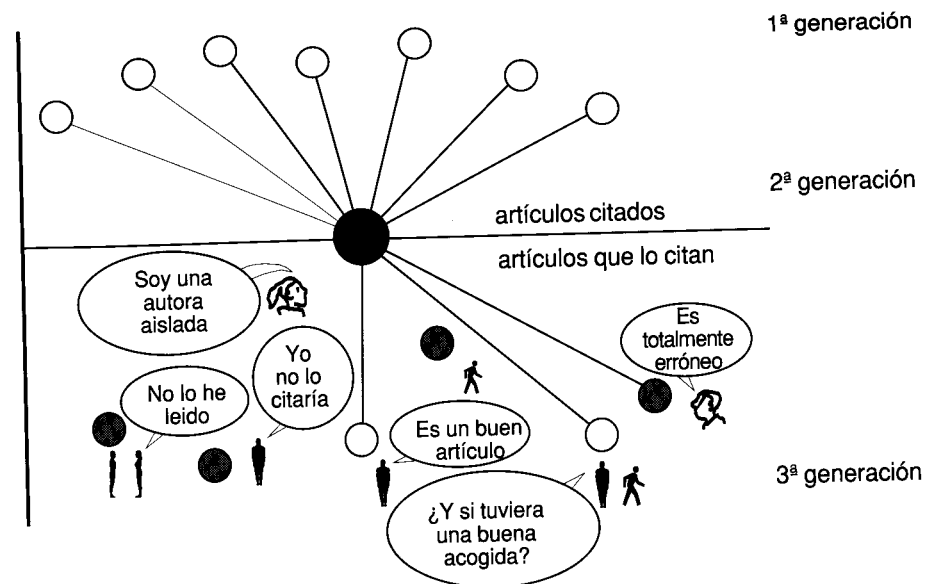 1ª generación
2ª generación
artículos citados
artículos que lo citan
Soy una
autora
aislada
Es
totalmente
erróneo
Yo
no lo
citaría
No lo he
leido
Es un buen
artículo
3ª generación
¿Y si tuviera
una buena
acogida?